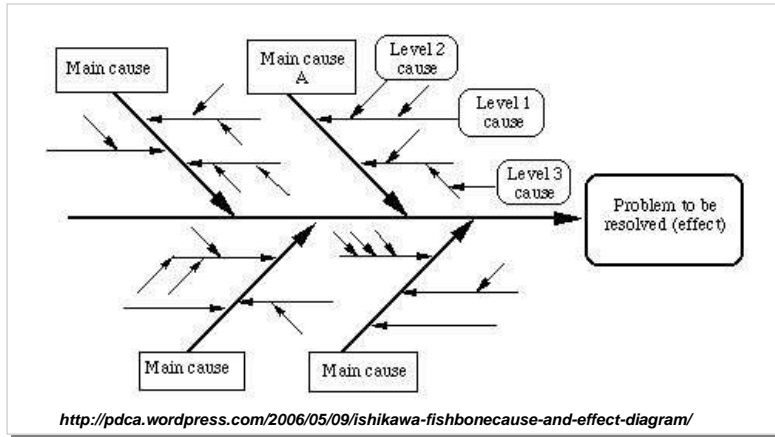 Main cause
Main cause
A
Level 2
cause
Level 1
cause
Level 3
cause
Problem to be
resolved (effect)
Main cause
Main cause
http://pdca.wordpress.com/2006/05/09/ishikawa-fishbonecause-and-effect-diagram/